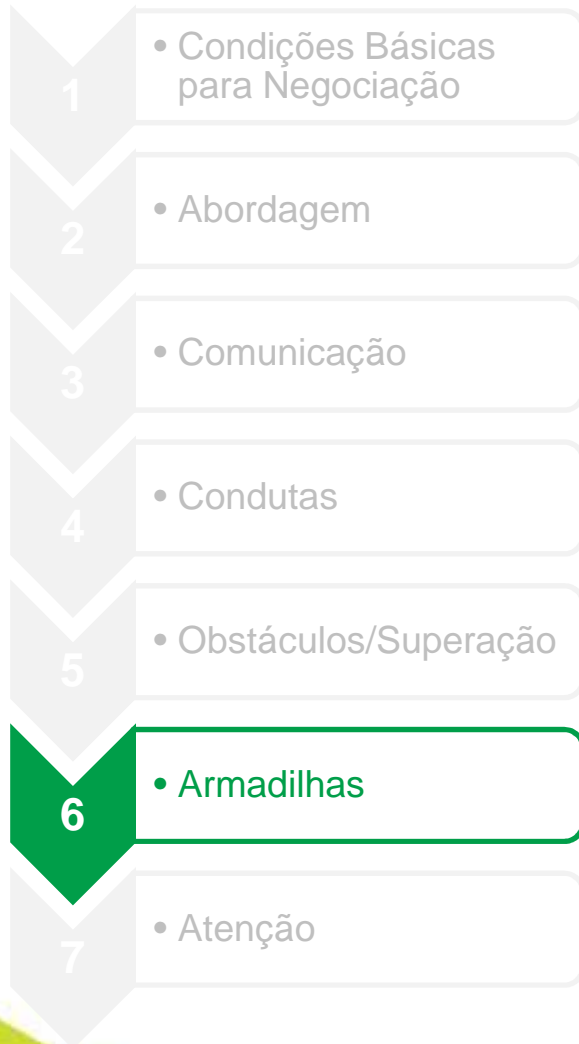 1
• Condições Básicas
para Negociação
2
• Abordagem
3
• Comunicação
4
• Condutas
5
• Obstáculos/Superação
6
• Armadilhas
7
• Atenção